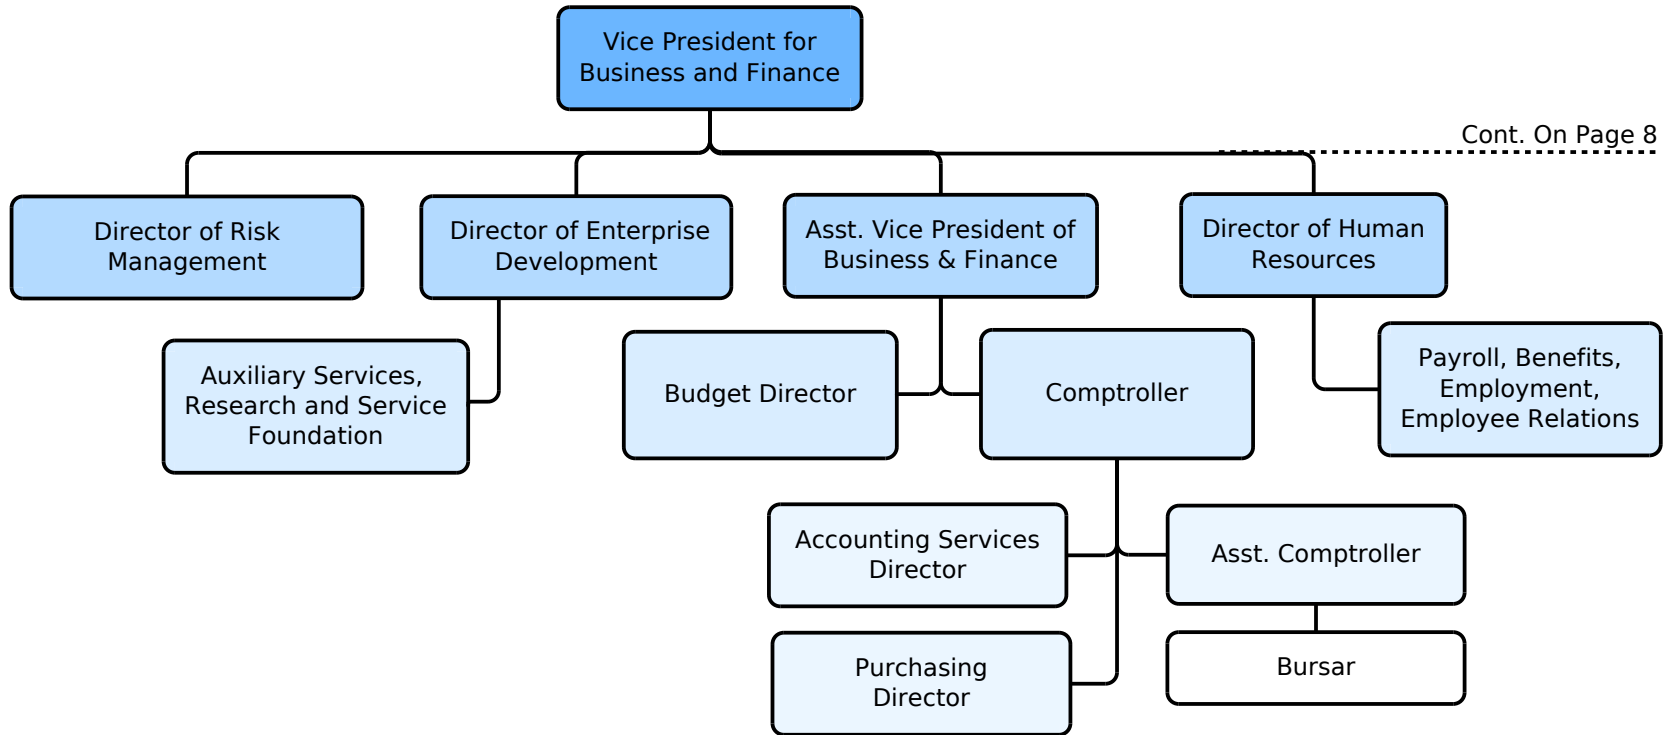 Vice President for
Business and Finance
Cont. On Page 8
Director of Risk
Management
Director of Enterprise
Development
Asst. Vice President of
Business & Finance
Director of Human
Resources
Auxiliary Services,
Research and Service
Foundation
Budget Director
Comptroller
Payroll, Benefits,
Employment,
Employee Relations
Accounting Services
Director
Asst. Comptroller
Purchasing
Director
Bursar